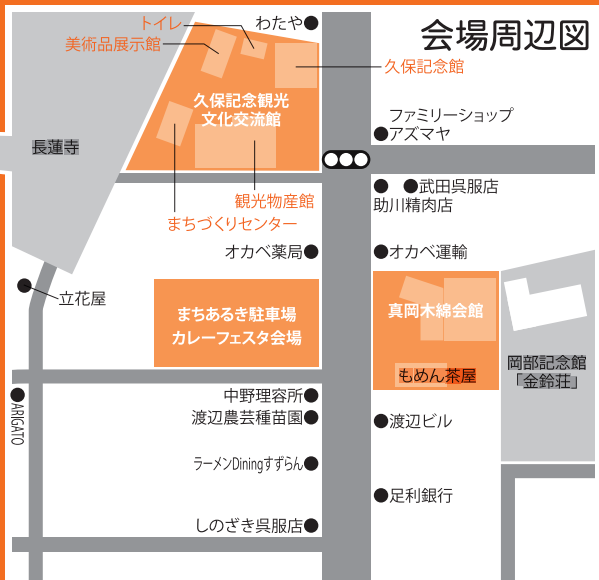 会場周辺図
トイレ
わたや
美術品展示館
久保記念館
久保記念観光
文化交流館
ファミリーショップ
アズマヤ
長蓮寺
武田呉服店
助川精肉店
観光物産館
まちづくりセンター
オカベ薬局
オカベ運輸
立花屋
まちあるき駐車場
カレーフェスタ会場
真岡木綿会館
岡部記念館
「金鈴荘」
もめん茶屋
中野理容所
ARIGATO
渡辺農芸種苗園
渡辺ビル
ラーメンDiningすずらん
足利銀行
しのざき呉服店